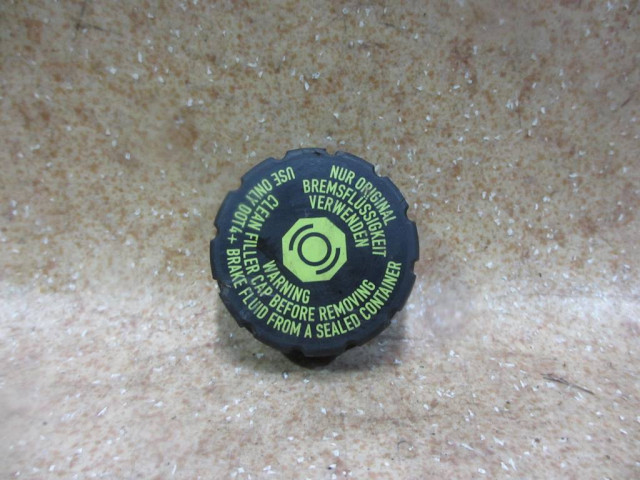 NUR ORIGINAL
BREMSFLÜSSIGKEIT
VERWENDEN
WARNING
CLEAN FILLER CAP BEFORE REMOVING
USE ONLY DOT4+ BRAKE FLUID FROM A SEALED CONTAINER